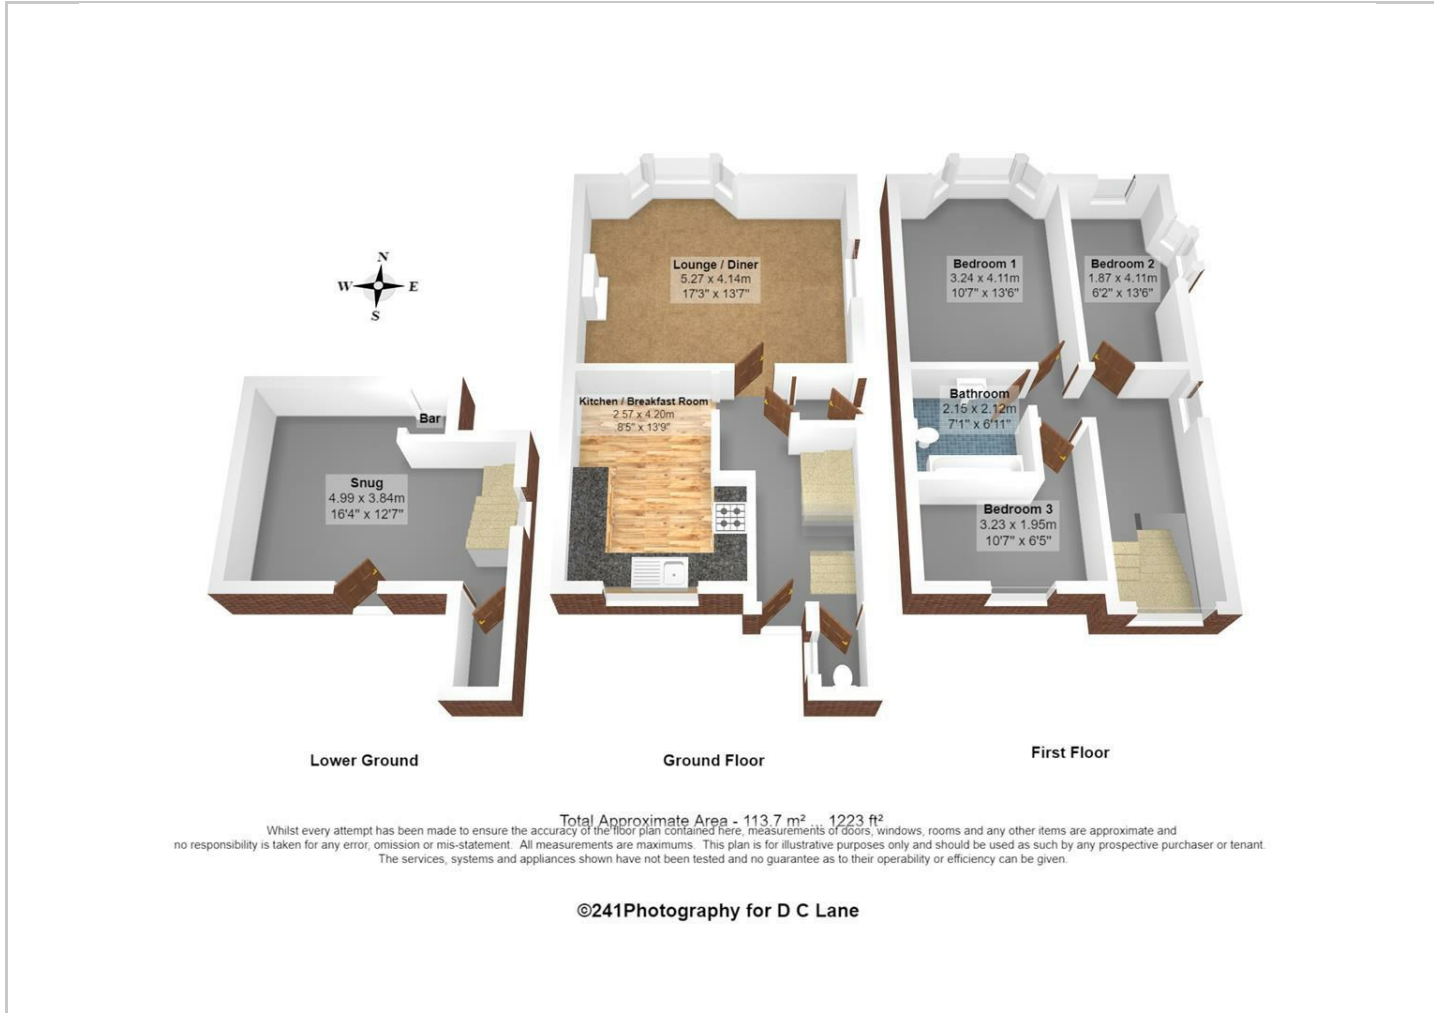 N
W E
S
Lounge / Diner
5.27 x 4.14m
17'3" x 13'7"
Bedroom 1
3.24 x 4.11m
10'7" x 13'6"
Bedroom 2
1.87 x 4.11m
6'2" x 13'6"
Kitchen / Breakfast Room
2.57 x 4.20m
8'5" x 13'9"
Bathroom
2.15 x 2.12m
7'1" x 6'11"
Bar
Snug
4.99 x 3.84m
16'4" x 12'7"
Bedroom 3
3.23 x 1.95m
10'7" x 6'5"
Lower Ground
Ground Floor
First Floor
Total Approximate Area - 113.7 m² ... 1223 ft²
Whilst every attempt has been made to ensure the accuracy of the floor plan contained here, measurements of doors, windows, rooms and any other items are approximate and
no responsibility is taken for any error, omission or mis-statement. All measurements are maximums. This plan is for illustrative purposes only and should be used as such by any prospective purchaser or tenant.
The services, systems and appliances shown have not been tested and no guarantee as to their operability or efficiency can be given.
©241Photography for D C Lane